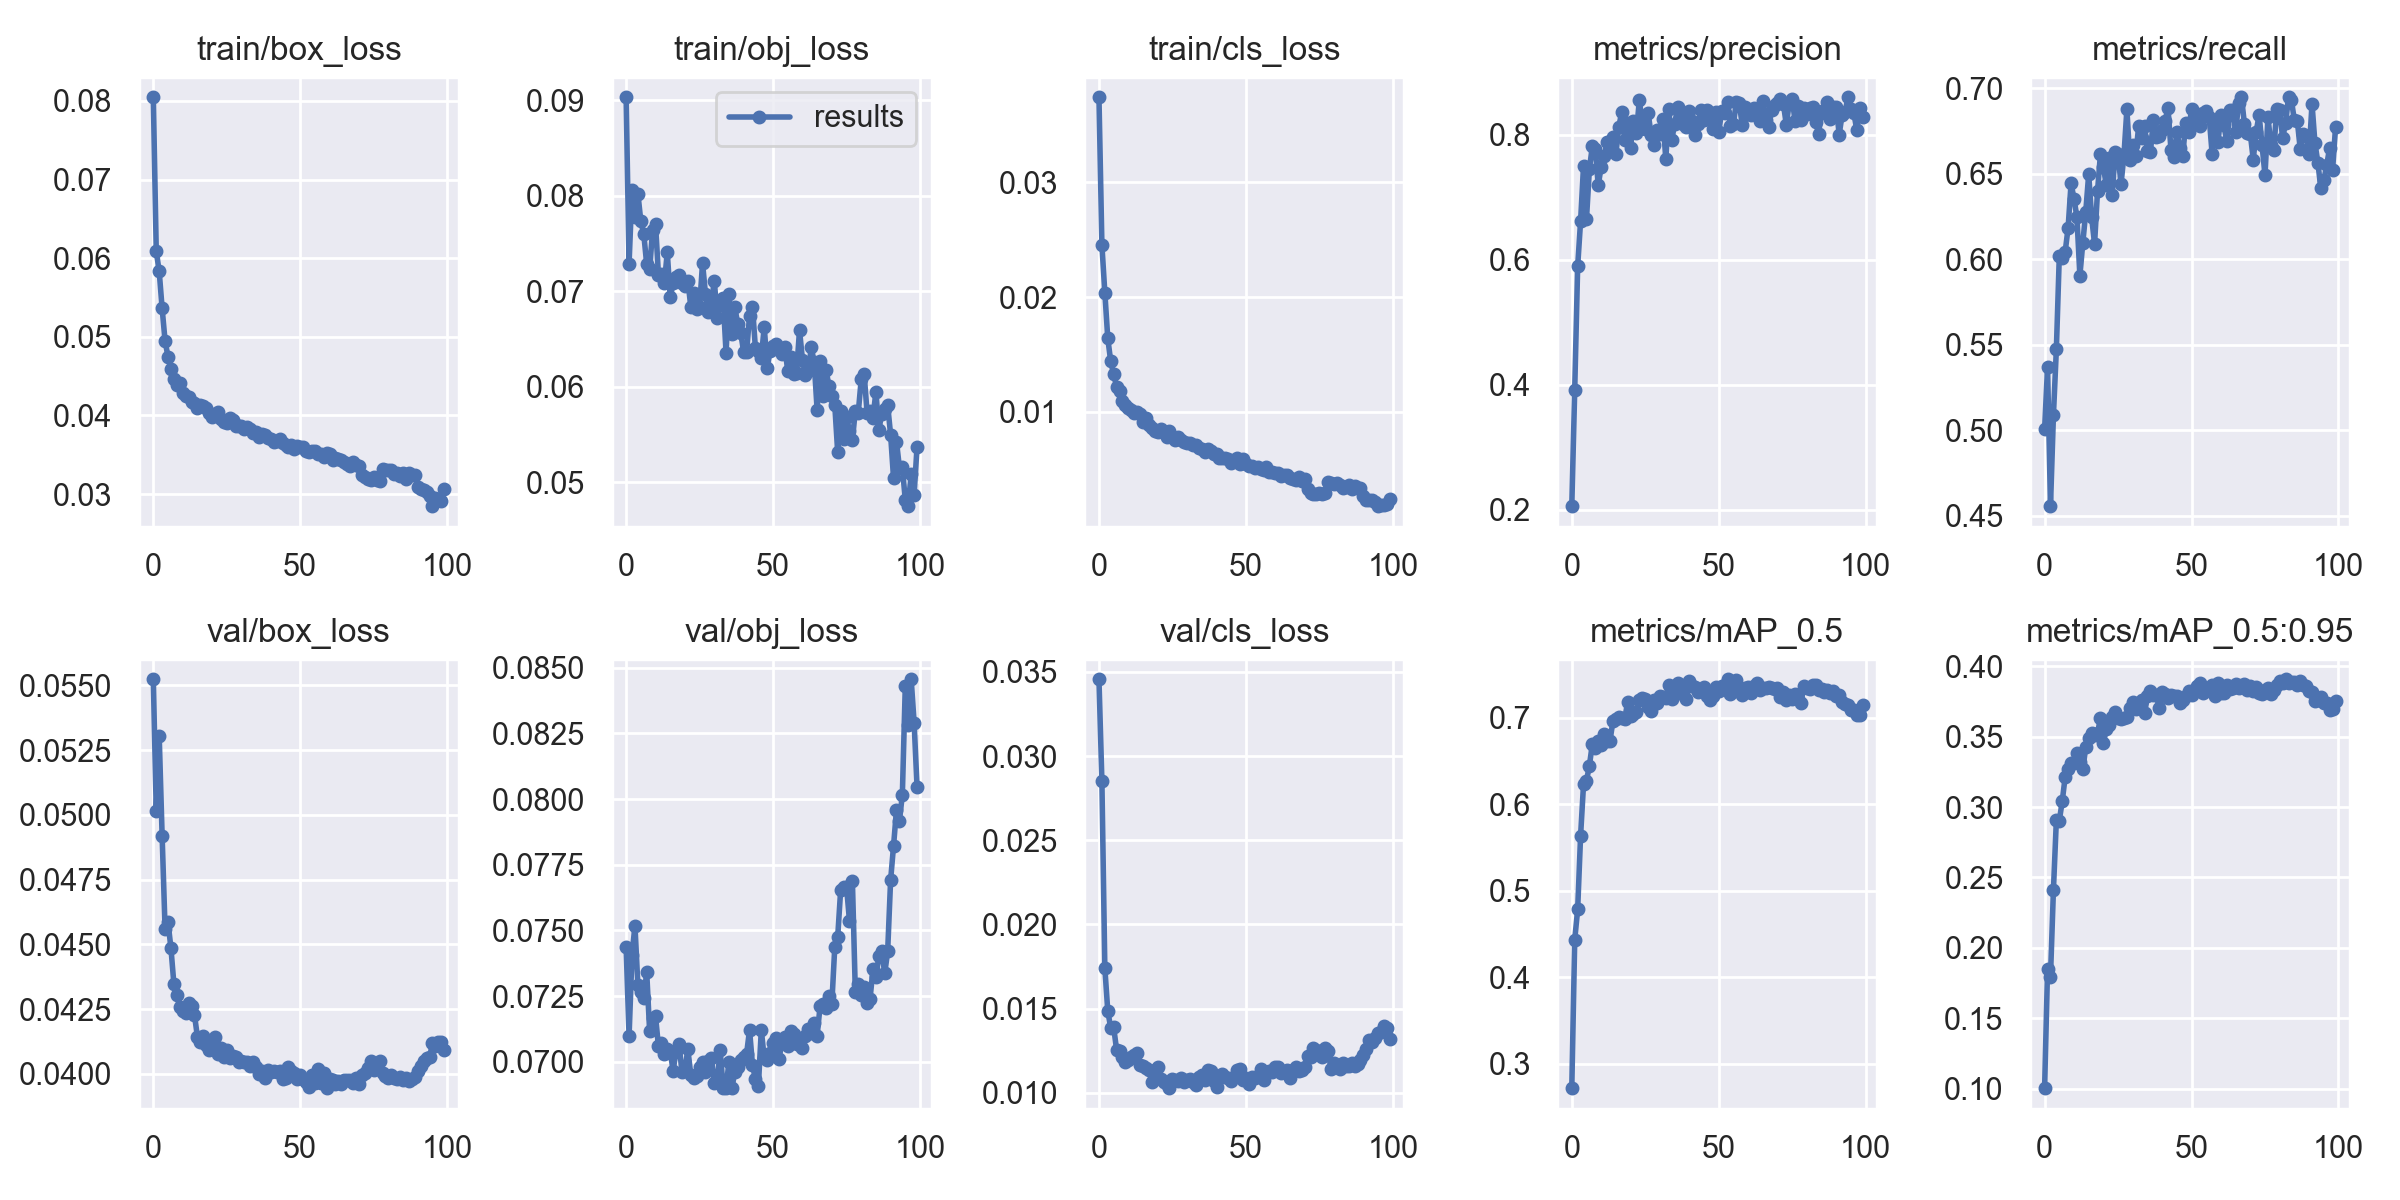 train/box_loss
0.08
0.07
0.06
0.05
0.04
0.03
0 50 100
train/obj_loss
results
0.09
0.08
0.07
0.06
0.05
0 50 100
train/cls_loss
0.03
0.02
0.01
0 50 100
metrics/precision
0.8
0.6
0.4
0.2
0 50 100
metrics/recall
0.70
0.65
0.60
0.55
0.50
0.45
0 50 100
val/box_loss
0.0550
0.0525
0.0500
0.0475
0.0450
0.0425
0.0400
0 50 100
val/obj_loss
0.0850
0.0825
0.0800
0.0775
0.0750
0.0725
0.0700
0 50 100
val/cls_loss
0.035
0.030
0.025
0.020
0.015
0.010
0 50 100
metrics/mAP_0.5
0.7
0.6
0.5
0.4
0.3
0 50 100
metrics/mAP_0.5:0.95
0.40
0.35
0.30
0.25
0.20
0.15
0.10
0 50 100